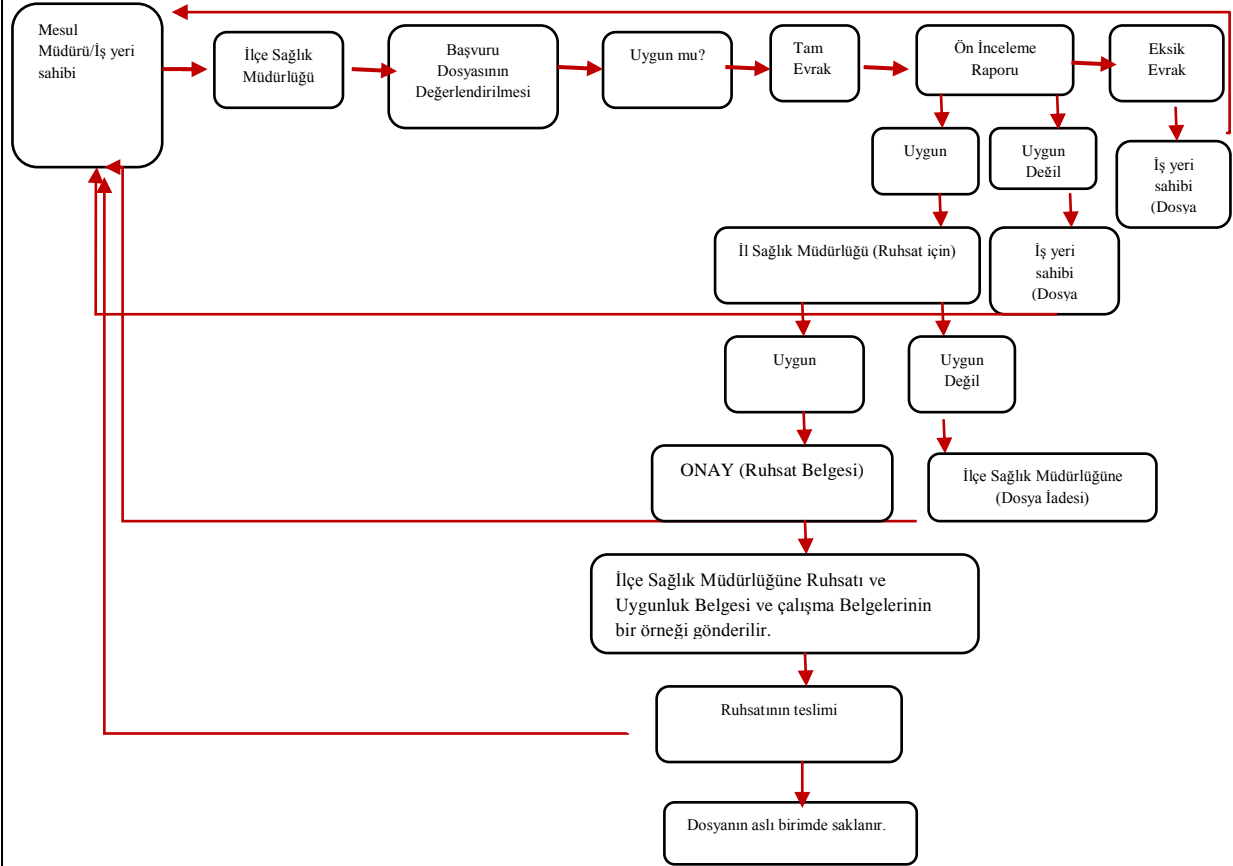 Mesul
Müdürü/İş yeri
sahibi
İlçe Sağlık
Müdürlüğü
Başvuru
Dosyasının
Değerlendirilmesi
Uygun mu?
Tam
Evrak
Ön İnceleme
Raporu
Eksik
Evrak
Uygun
Uygun
Değil
İş yeri
sahibi
(Dosya
İl Sağlık Müdürlüğü (Ruhsat için)
İş yeri
sahibi
(Dosya
Uygun
Uygun
Değil
ONAY (Ruhsat Belgesi)
İlçe Sağlık Müdürlüğüne
(Dosya İadesi)
İlçe Sağlık Müdürlüğüne Ruhsatı ve
Uygunluk Belgesi ve çalışma Belgelerinin
bir örneği gönderilir.
Ruhsatının teslimi
Dosyanın aslı birimde saklanır.